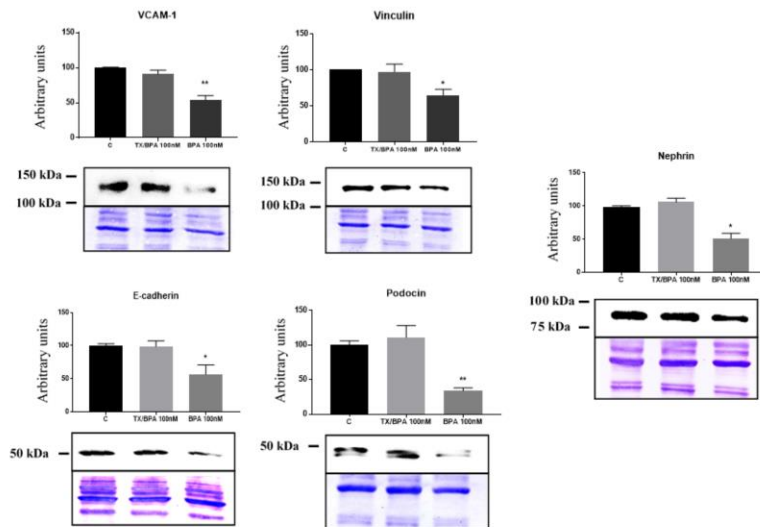 VCAM-1
150
100
50
0
Arbitrary units
**
C
TX/BPA 100nM
BPA 100nM
150 kDa
100 kDa
Vinculin
150
100
50
0
Arbitrary units
*
C
TX/BPA 100nM
BPA 100nM
150 kDa
100 kDa
Nephrin
150
100
50
0
Arbitrary units
*
C
TX/BPA 100nM
BPA 100nM
100 kDa
75 kDa
E-cadherin
150
100
50
0
Arbitrary units
*
C
TX/BPA 100nM
BPA 100nM
50 kDa
Podocin
150
100
50
0
Arbitrary units
**
C
TX/BPA 100nM
BPA 100nM
50 kDa